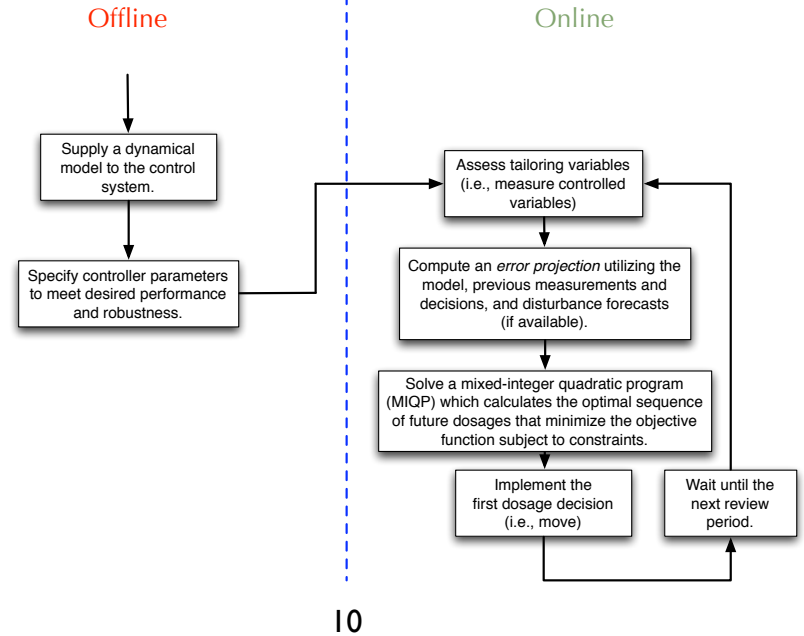 Offline
Online
Supply a dynamical
model to the control
system.
Specify controller parameters
to meet desired performance
and robustness.
Assess tailoring variables
(i.e., measure controlled
variables)
Compute an error projection utilizing the
model, previous measurements and
decisions, and disturbance forecasts
(if available).
Solve a mixed-integer quadratic program
(MIQP) which calculates the optimal sequence
of future dosages that minimize the objective
function subject to constraints.
Implement the
first dosage decision
(i.e., move)
Wait until the
next review
period.
10